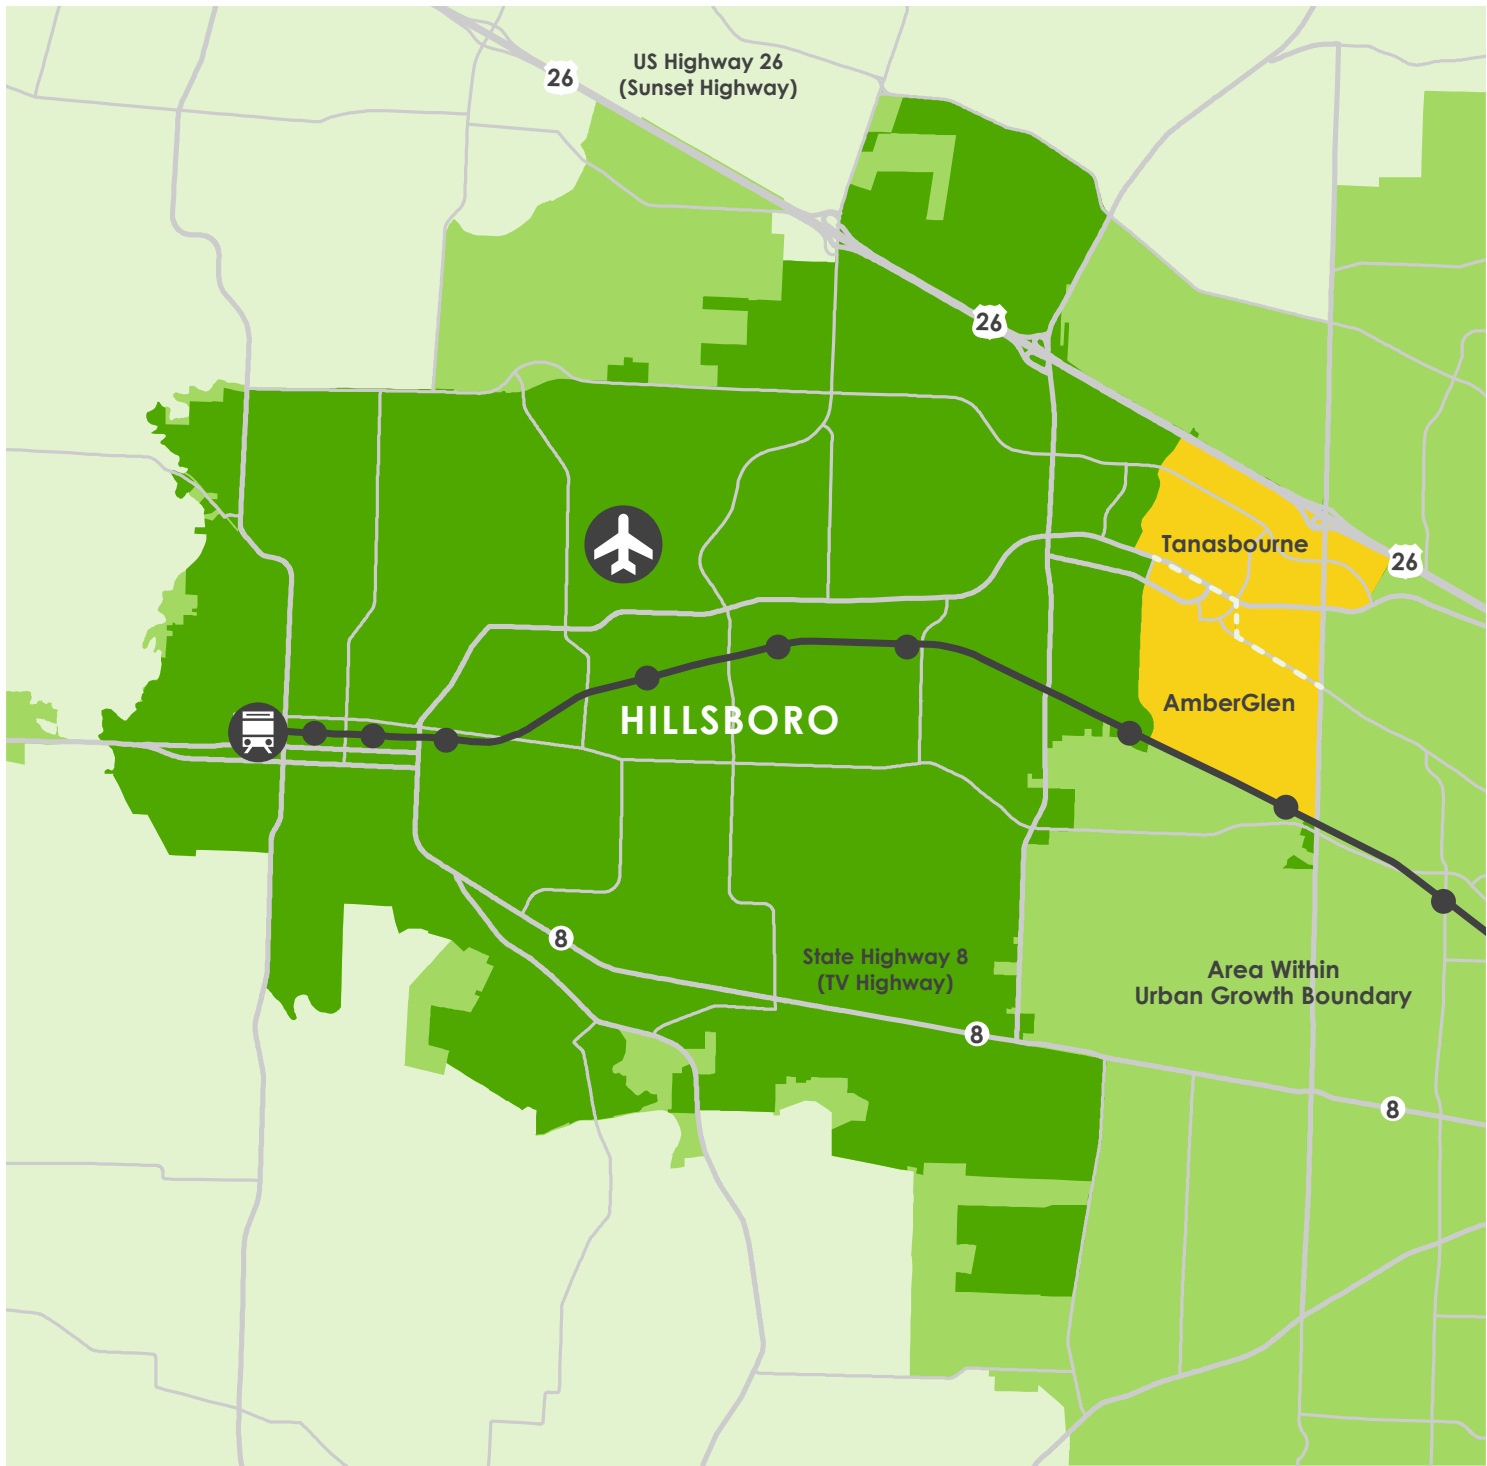 US Highway 26
(Sunset Highway)
26
26
Tanasbourne
26
AmberGlen
HILLSBORO
8
State Highway 8
(TV Highway)
Area Within
Urban Growth Boundary
8
8